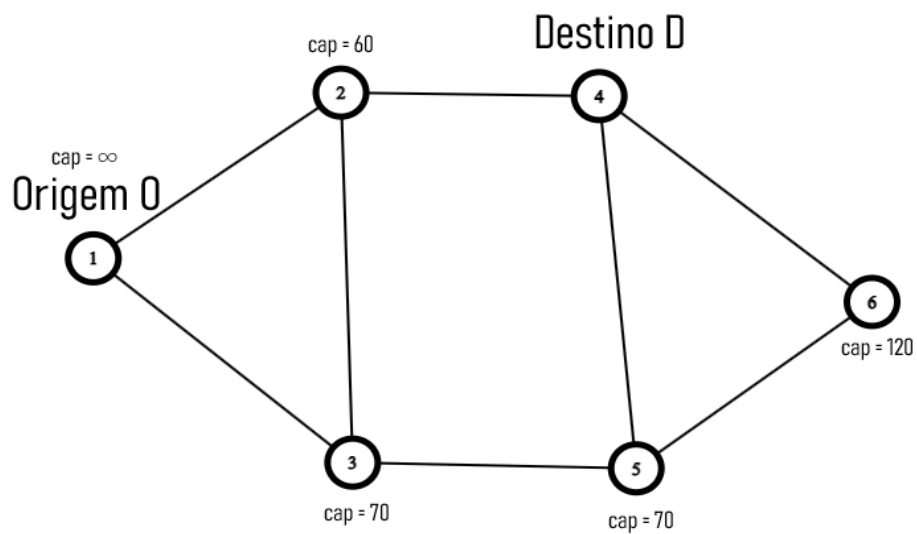 Destino D
cap = 60
2
4
cap = ∞
Origem O
1
6
cap = 120
3
5
cap = 70
cap = 70